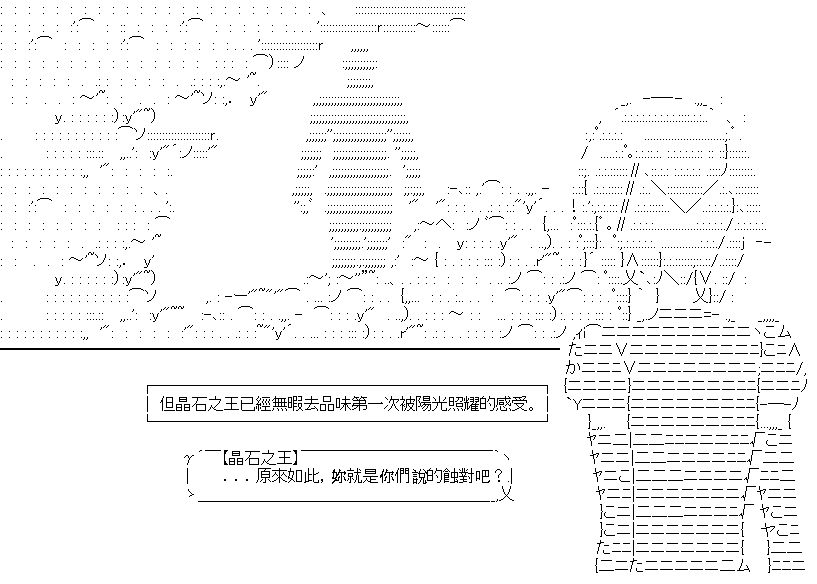 但晶石之王已經無暇去品味第一次被陽光照耀的感受。
【晶石之王】
...原來如此，妳就是你們說的蝕對吧？